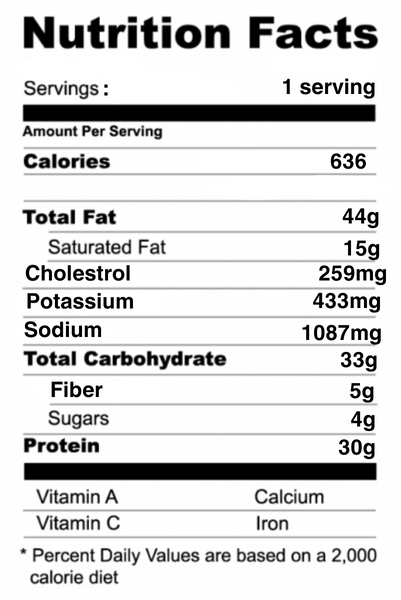 Nutrition Facts
Servings : 1 serving
Amount Per Serving
Calories 636
Total Fat 44g
Saturated Fat 15g
Cholestrol 259mg
Potassium 433mg
Sodium 1087mg
Total Carbohydrate 33g
Fiber 5g
Sugars 4g
Protein 30g
Vitamin A Calcium
Vitamin C Iron
* Percent Daily Values are based on a 2,000
calorie diet